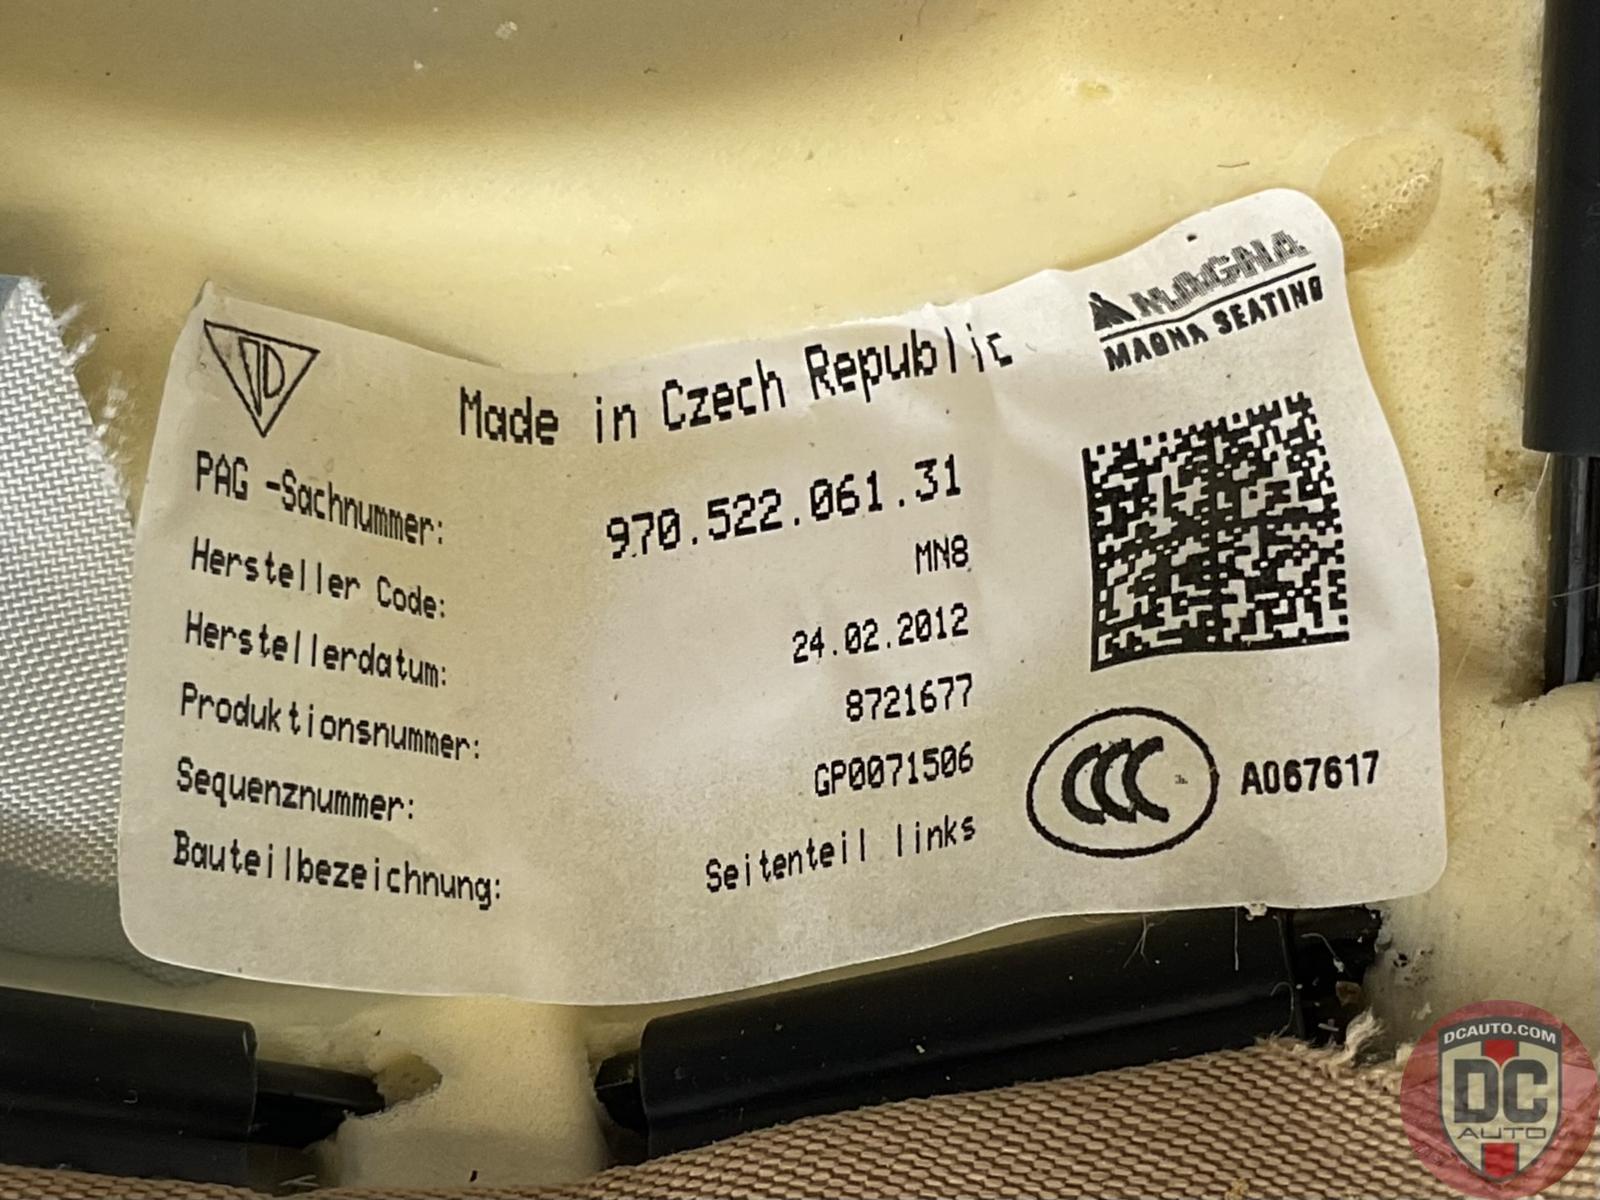 Made in Czech Republic
MAGNA
MAGNA SEATING
PAG -Sachnummer: 970.522.061.31
Hersteller Code: MN8
Herstellerdatum: 24.02.2012
Produktionsnummer: 8721677
Sequenznummer: GP0071506
Bauteilbezeichnung: Seitenteil links
CCC A067617
DCAUTO.COM
DC
AUTO